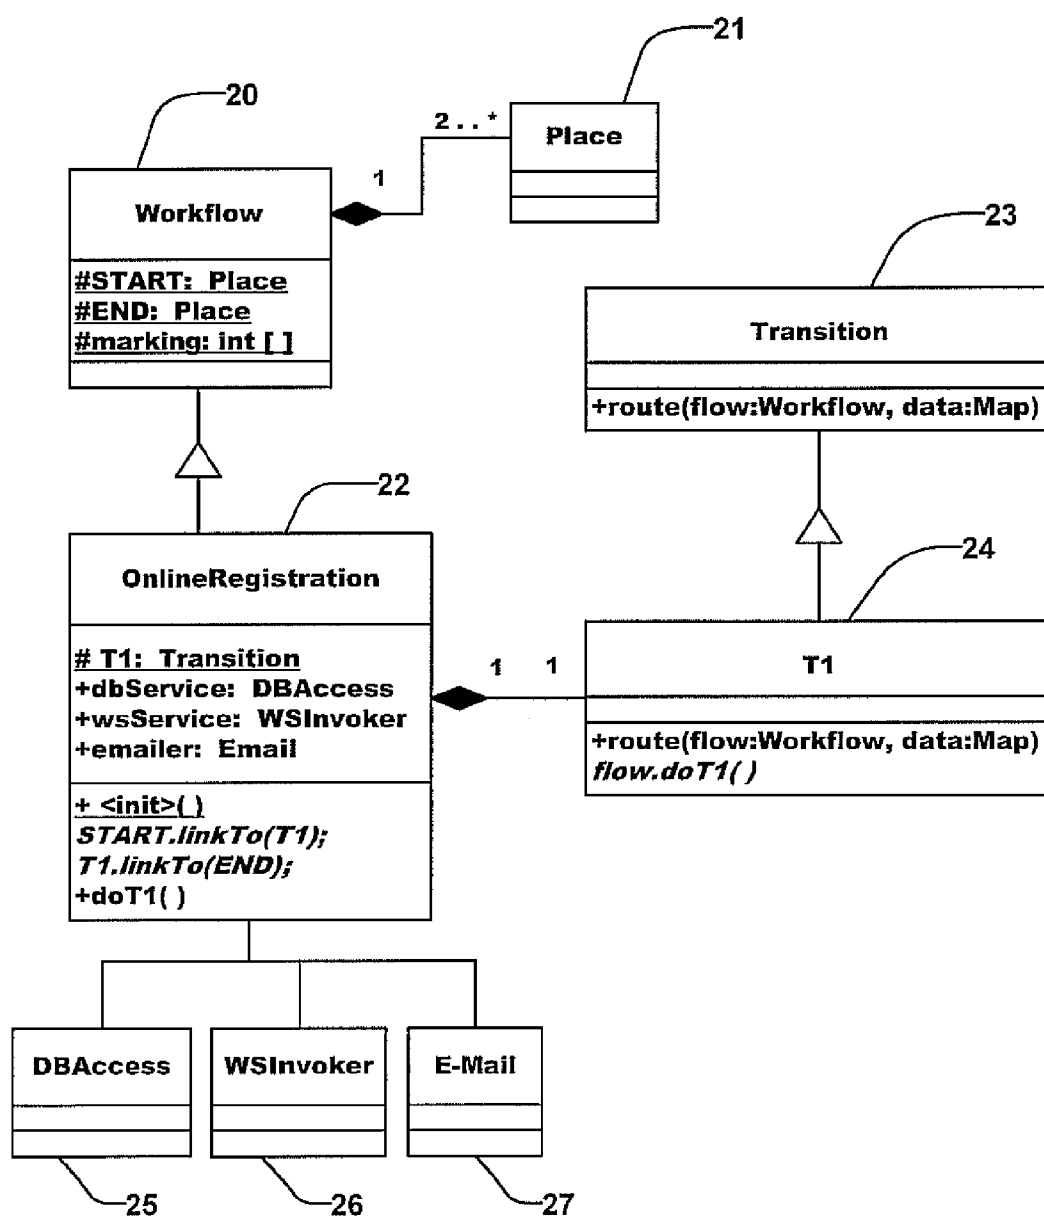 21
20
2 . . *
Place
1
Workflow
23
#START: Place
#END: Place
#marking: int [ ]
Transition
+route(flow:Workflow, data:Map)
22
24
OnlineRegistration
# T1: Transition
+dbService: DBAccess
+wsService: WSInvoker
+emailer: Email
1
1
T1
+route(flow:Workflow, data:Map)
flow.doT1( )
+ <init>( )
START.linkTo(T1);
T1.linkTo(END);
+doT1( )
DBAccess
WSInvoker
E-Mail
25
26
27